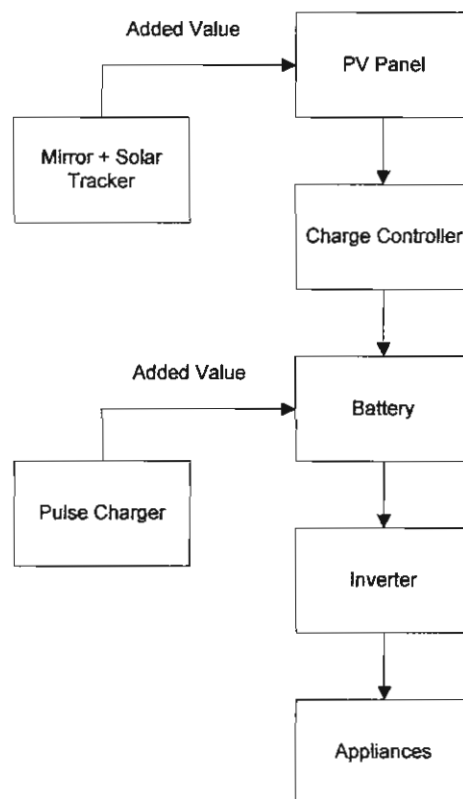 Added Value
PV Panel
Mirror + Solar
Tracker
Charge Controller
Added Value
Battery
Pulse Charger
Inverter
Appliances